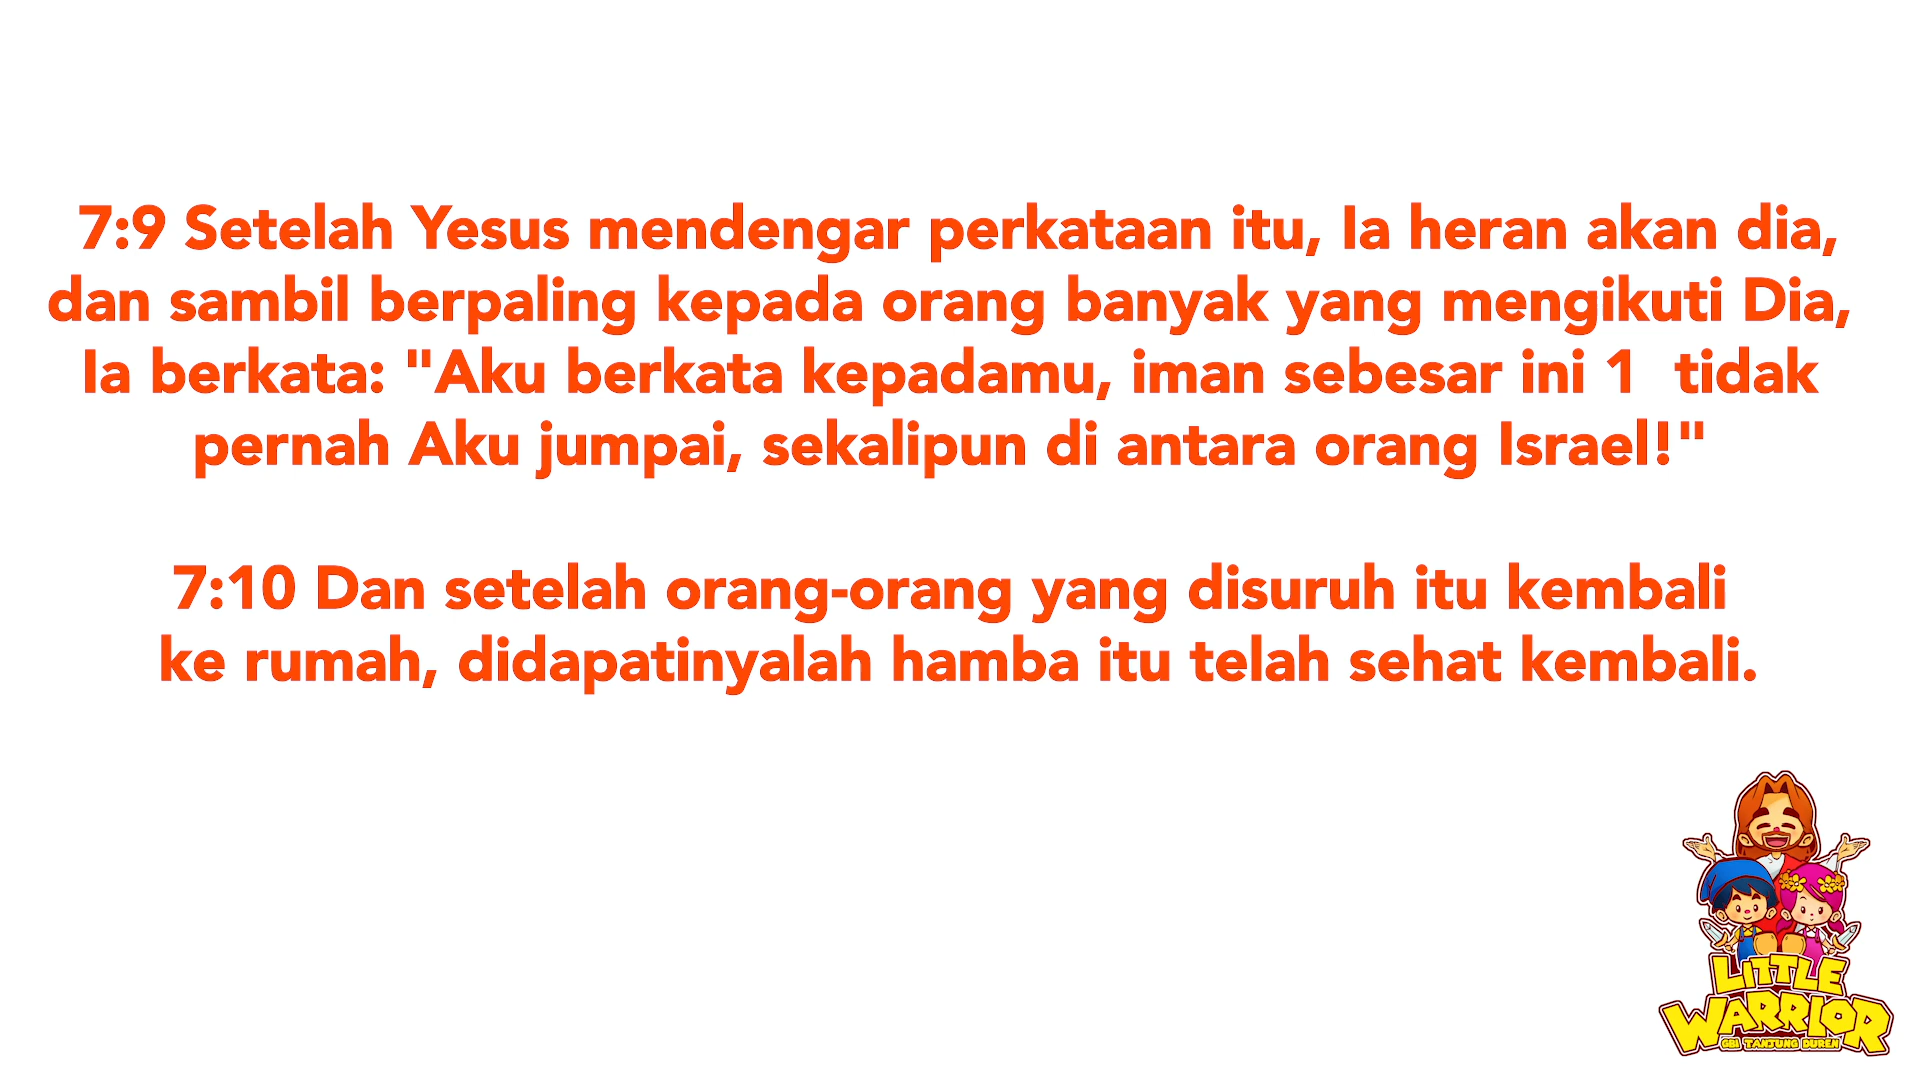 7:9 Setelah Yesus mendengar perkataan itu, Ia heran akan dia,
dan sambil berpaling kepada orang banyak yang mengikuti Dia,
Ia berkata: "Aku berkata kepadamu, iman sebesar ini 1  tidak
pernah Aku jumpai, sekalipun di antara orang Israel!"
7:10 Dan setelah orang-orang yang disuruh itu kembali
ke rumah, didapatinyalah hamba itu telah sehat kembali.
LITTLE
WARRIOR
GBI TANJUNG DUREN